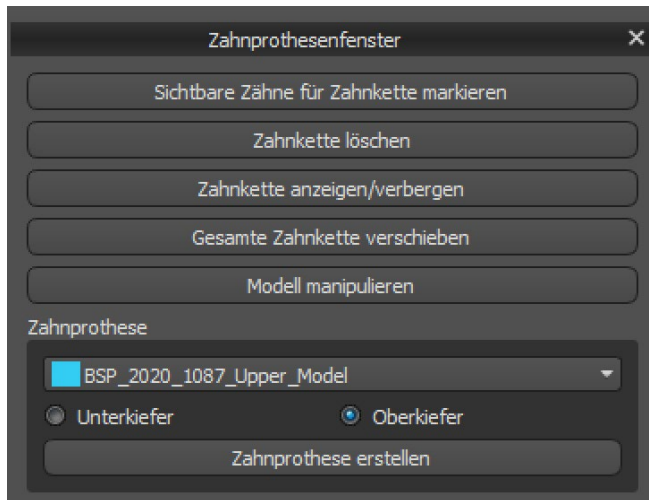 Zahnprothesenfenster
Sichtbare Zähne für Zahnkette markieren
Zahnkette löschen
Zahnkette anzeigen/verbergen
Gesamte Zahnkette verschieben
Modell manipulieren
Zahnprothese
BSP_2020_1087_Upper_Model
Unterkiefer Oberkiefer
Zahnprothese erstellen